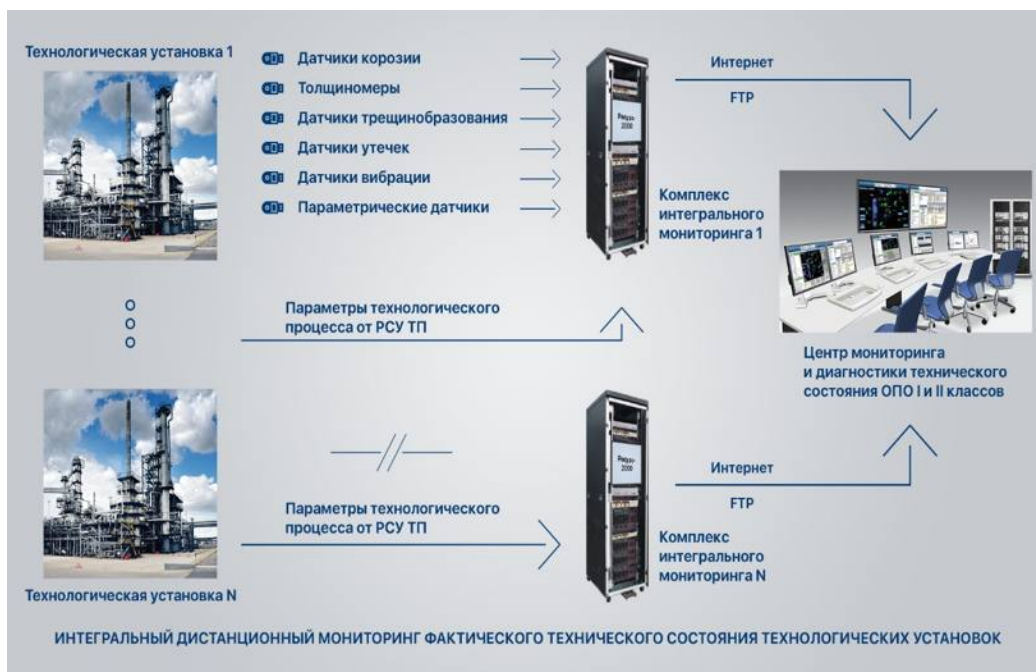 Технологическая установка 1
Датчики корозии
Толщиномеры
Датчики трещинобразования
Датчики утечек
Датчики вибрации
Параметрические датчики
Интернет
FTP
Комплекс
интегрального
мониторинга 1
Параметры технологического
процесса от РСУ ТП
Центр мониторинга
и диагностики технического
состояния ОПО I и II классов
Параметры технологического
процесса от РСУ ТП
Интернет
FTP
Комплекс
интегрального
мониторинга N
Технологическая установка N
ИНТЕГРАЛЬНЫЙ ДИСТАНЦИОННЫЙ МОНИТОРИНГ ФАКТИЧЕСКОГО ТЕХНИЧЕСКОГО СОСТОЯНИЯ ТЕХНОЛОГИЧЕСКИХ УСТАНОВОК